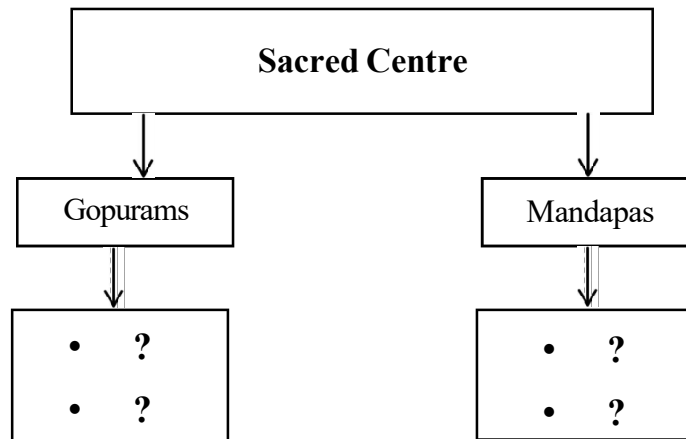 Sacred Centre
Gopurams
Mandapas
• ?
• ?
• ?
• ?